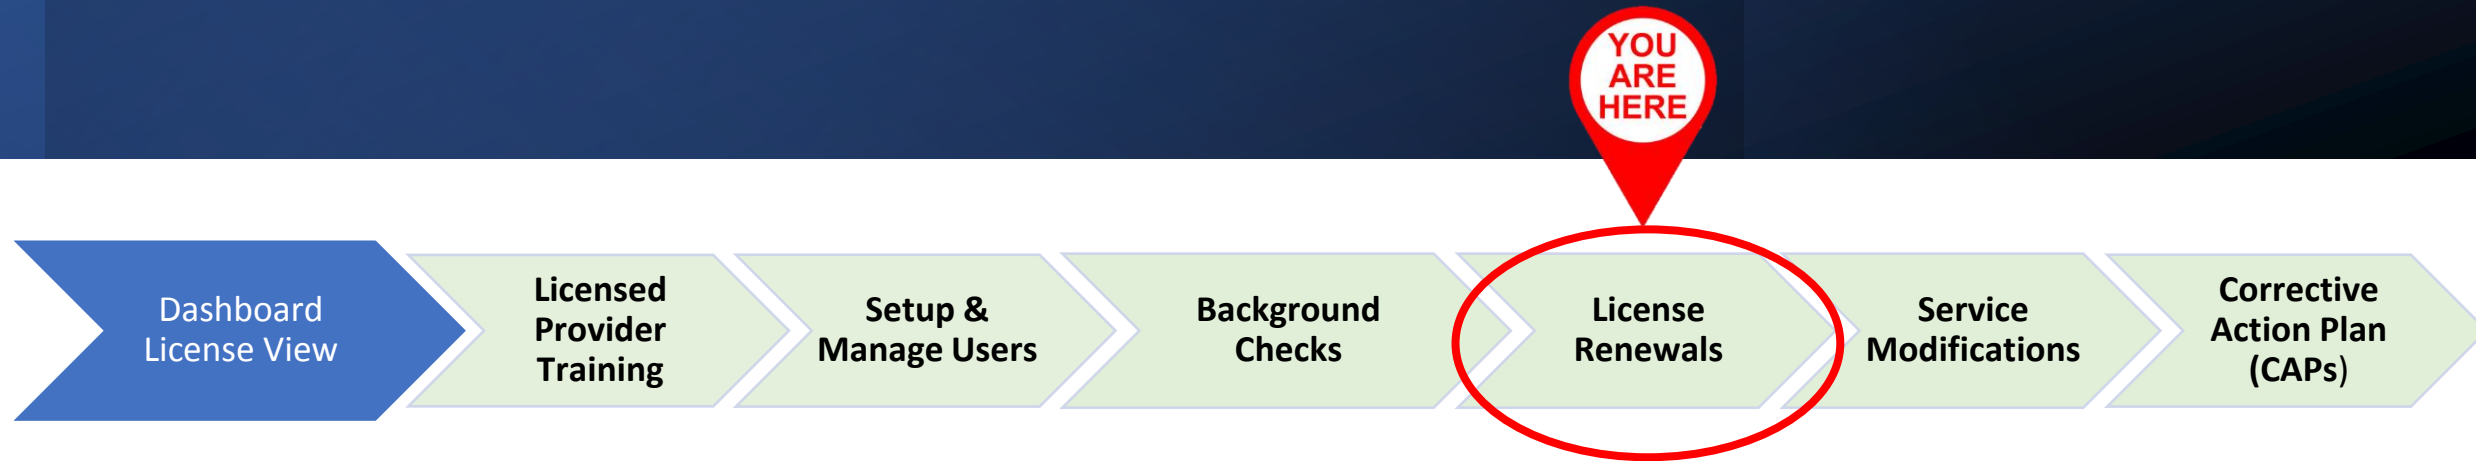 YOU
ARE
HERE
Dashboard
License View
Licensed
Provider
Training
Setup &
Manage Users
Background
Checks
License
Renewals
Service
Modifications
Corrective
Action Plan
(CAPs)